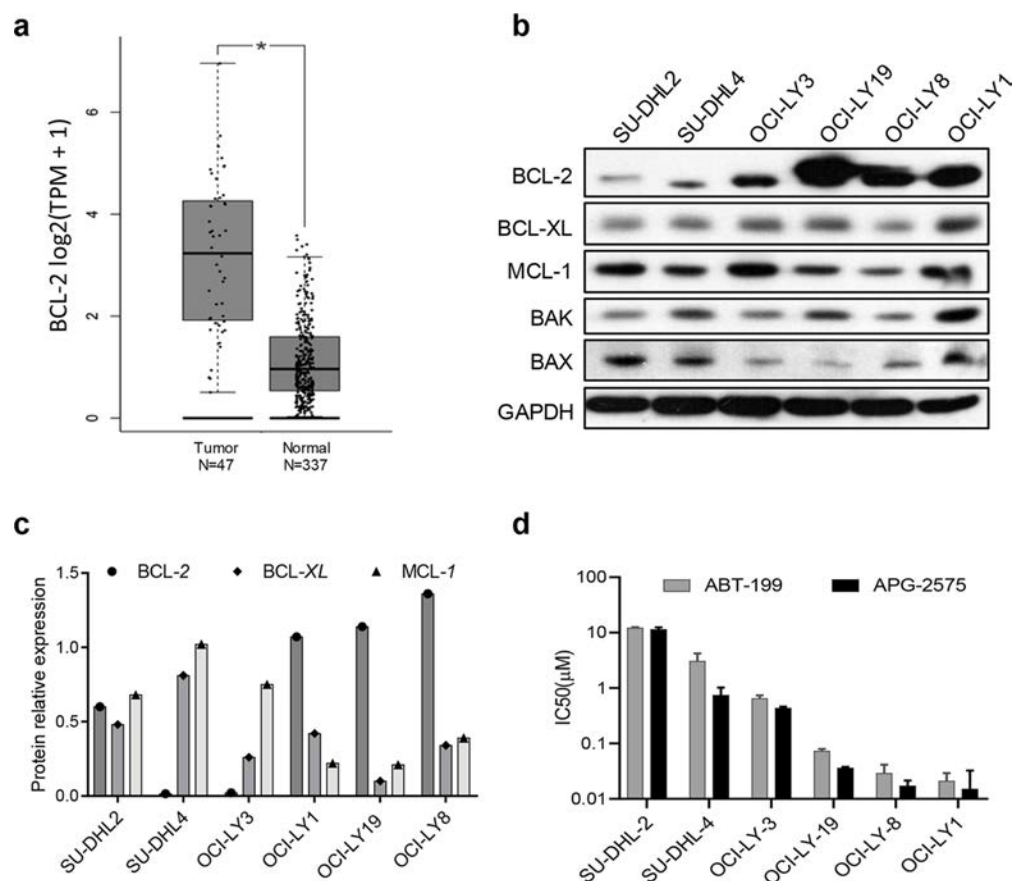 a
*
BCL-2 log2(TPM + 1)
6
4
2
0
Tumor
N=47
Normal
N=337
b
SU-DHL2
SU-DHL4
OCI-LY3
OCI-LY19
OCI-LY8
OCI-LY1
BCL-2
BCL-XL
MCL-1
BAK
BAX
GAPDH
c
BCL-2
BCL-XL
MCL-1
Protein relative expression
1.5
1.0
0.5
0.0
SU-DHL2
SU-DHL4
OCI-LY3
OCI-LY1
OCI-LY19
OCI-LY8
d
ABT-199
APG-2575
IC50(μM)
100
10
1
0.1
0.01
SU-DHL-2
SU-DHL-4
OCI-LY-3
OCI-LY-19
OCI-LY-8
OCI-LY1